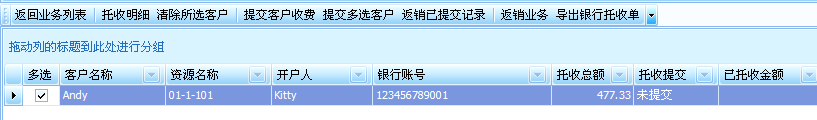 返回业务列表 托收明细 清除所选客户 提交客户收费 提交多选客户 返销已提交记录 返销业务 导出银行托收单
拖动列的标题到此处进行分组
多选 客户名称 资源名称 开户人 银行账号 托收总额 托收提交 已托收金额
Andy 01-1-101 Kitty 123456789001 477.33 未提交